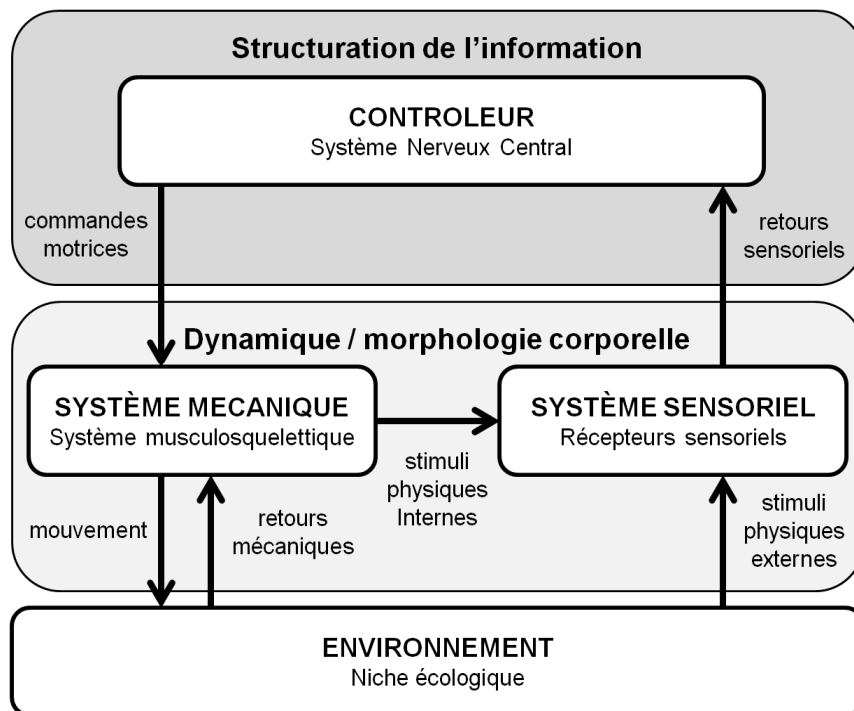 Structuration de l'information
CONTROLEUR
Système Nerveux Central
commandes
motrices
retours
sensoriels
Dynamique / morphologie corporelle
SYSTÈME MECANIQUE
Système musculosquelettique
SYSTÈME SENSORIEL
Récepteurs sensoriels
stimuli
physiques
Internes
mouvement
retours
mécaniques
stimuli
physiques
externes
ENVIRONNEMENT
Niche écologique